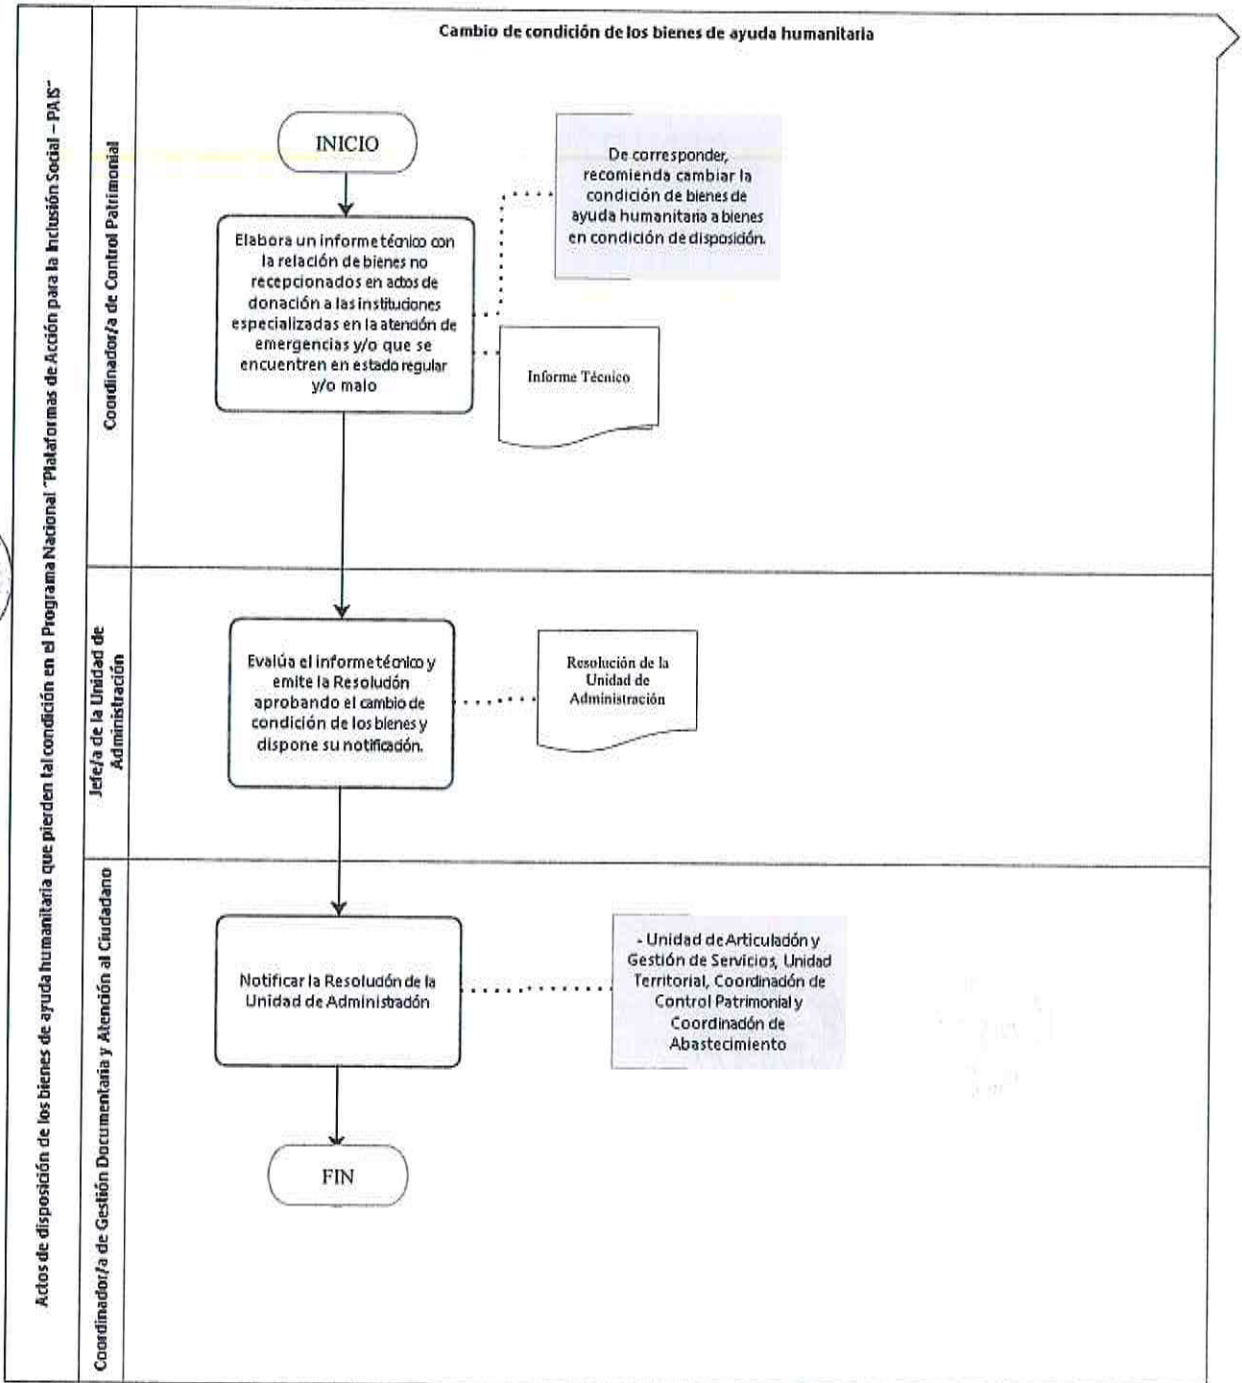 Cambio de condición de los bienes de ayuda humanitaria
Actos de disposición de los bienes de ayuda humanitaria que pierden tal condición en el Programa Nacional "Plataformas de Acción para la Inclusión Social – PAIS"
Coordinador/a de Control Patrimonial
INICIO
De corresponder,
recomienda cambiar la
condición de bienes de
ayuda humanitaria a bienes
en condición de disposición.
Elabora un informe técnico con
la relación de bienes no
recepcionados en actos de
donación a las instituciones
especializadas en la atención de
emergencias y/o que se
encuentren en estado regular
y/o malo
Informe Técnico
Jefe/a de la Unidad de
Administración
Evalúa el informe técnico y
emite la Resolución
aprobando el cambio de
condición de los bienes y
dispone su notificación.
Resolución de la
Unidad de
Administración
Coordinador/a de Gestión Documentaria y Atención al Ciudadano
Notificar la Resolución de la
Unidad de Administración
- Unidad de Articulación y
Gestión de Servicios, Unidad
Territorial, Coordinación de
Control Patrimonial y
Coordinación de
Abastecimiento
FIN